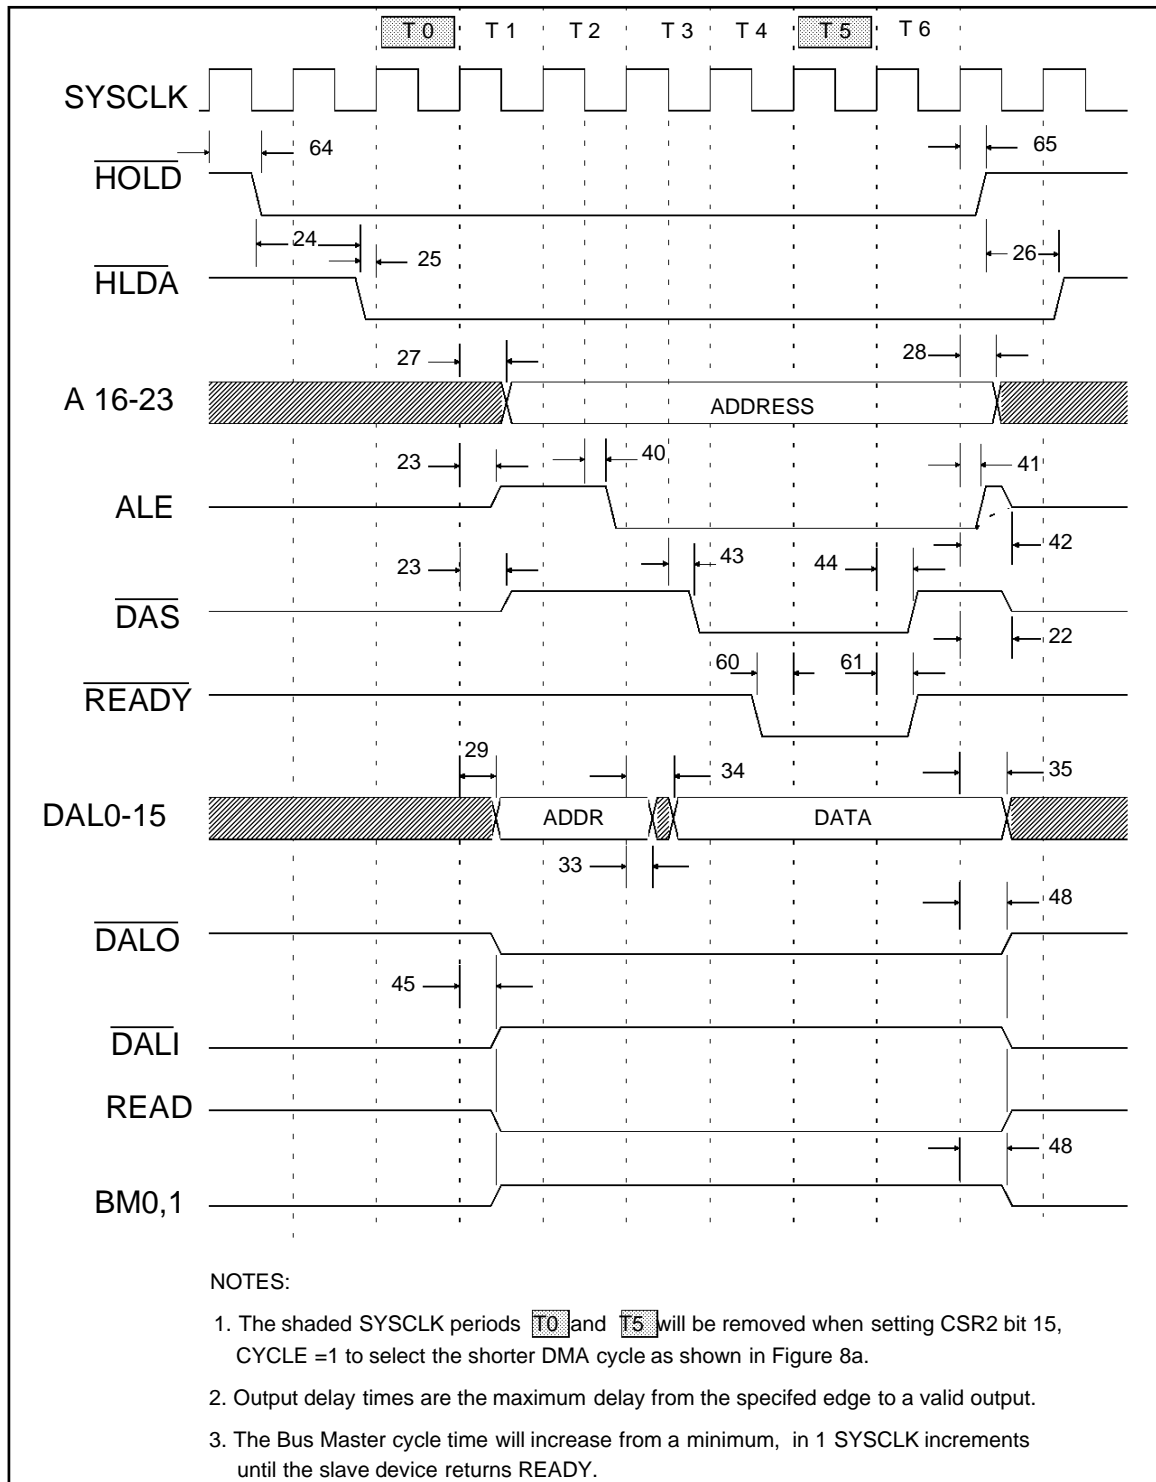 T 0 T 1 T 2 T 3 T 4 T 5 T 6
SYSCLK
64 65
HOLD
24 25 26
HLDA
27 28
A 16-23 ADDRESS
23 40 41
ALE
42
23 43 44
DAS
22
60 61
READY
29 34 35
DAL0-15 ADDR DATA
33
48
DALO
45
DALI
READ
48
BM0,1
NOTES:
1. The shaded SYSCLK periods T0 and T5 will be removed when setting CSR2 bit 15,
CYCLE =1 to select the shorter DMA cycle as shown in Figure 8a.
2. Output delay times are the maximum delay from the specifed edge to a valid output.
3. The Bus Master cycle time will increase from a minimum, in 1 SYSCLK increments
until the slave device returns READY.